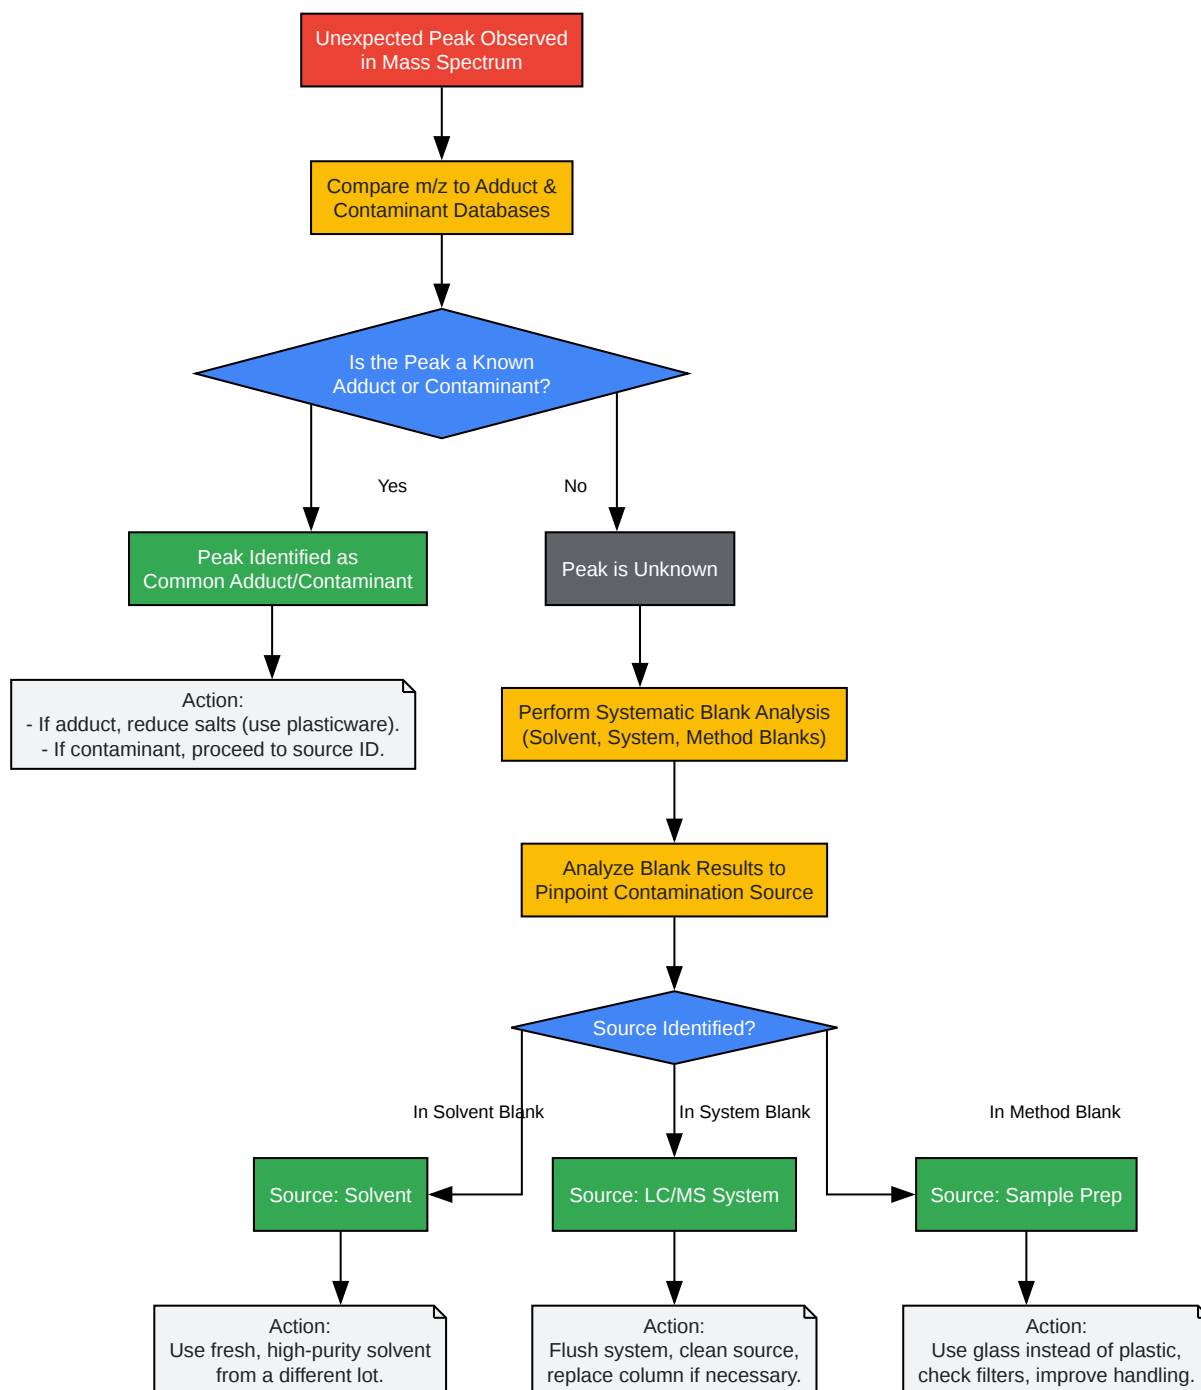 Unexpected Peak Observed
in Mass Spectrum
Compare m/z to Adduct &
Contaminant Databases
Is the Peak a Known
Adduct or Contaminant?
Yes
No
Peak Identified as
Common Adduct/Contaminant
Peak is Unknown
Action:
- If adduct, reduce salts (use plasticware).
- If contaminant, proceed to source ID.
Perform Systematic Blank Analysis
(Solvent, System, Method Blanks)
Analyze Blank Results to
Pinpoint Contamination Source
Source Identified?
In Solvent Blank
In System Blank
In Method Blank
Source: Solvent
Source: LC/MS System
Source: Sample Prep
Action:
Use fresh, high-purity solvent
from a different lot.
Action:
Flush system, clean source,
replace column if necessary.
Action:
Use glass instead of plastic,
check filters, improve handling.